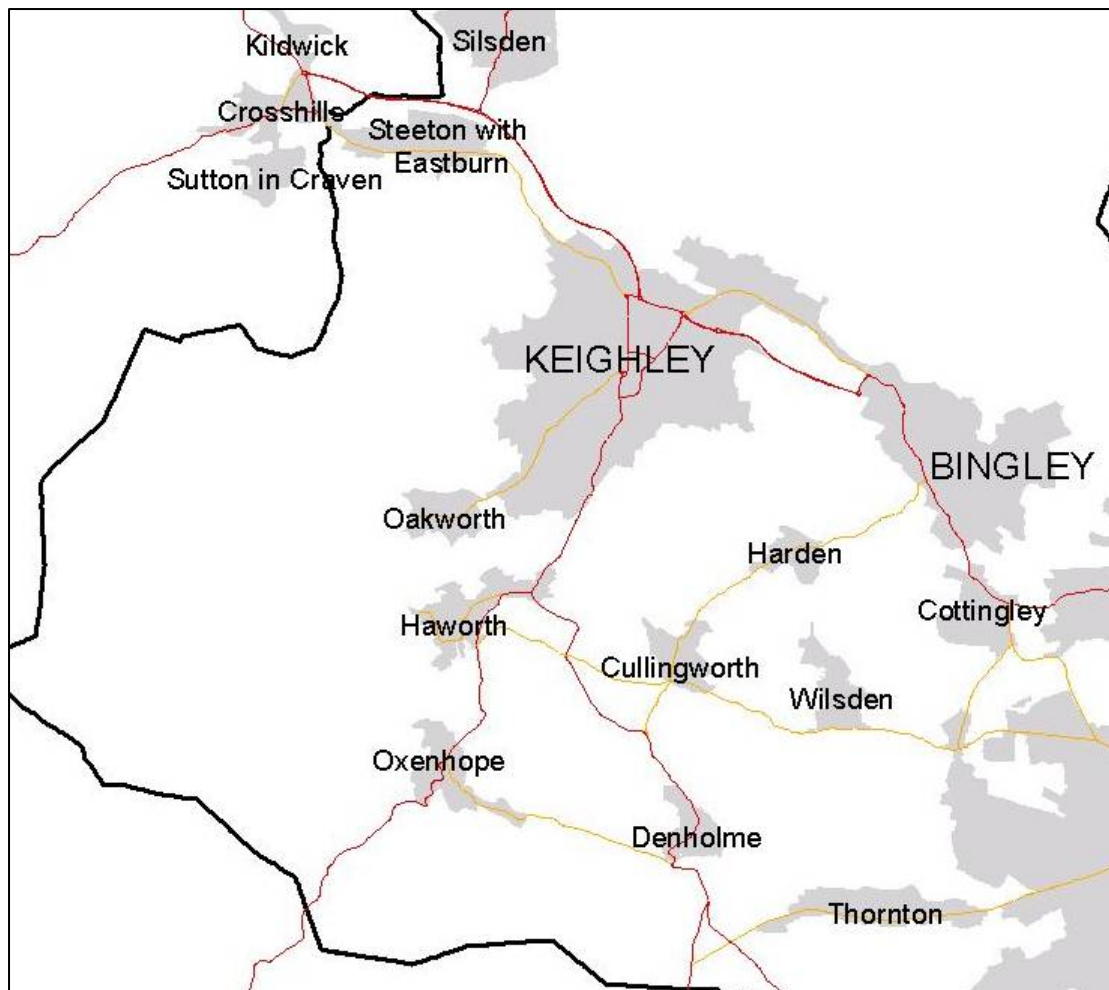 Silsden
Kildwick
Crosshills
Steeton with
Eastburn
Sutton in Craven
KEIGHLEY
BINGLEY
Oakworth
Harden
Cottingley
Haworth
Cullingworth
Wilsden
Oxenhope
Denholme
Thornton